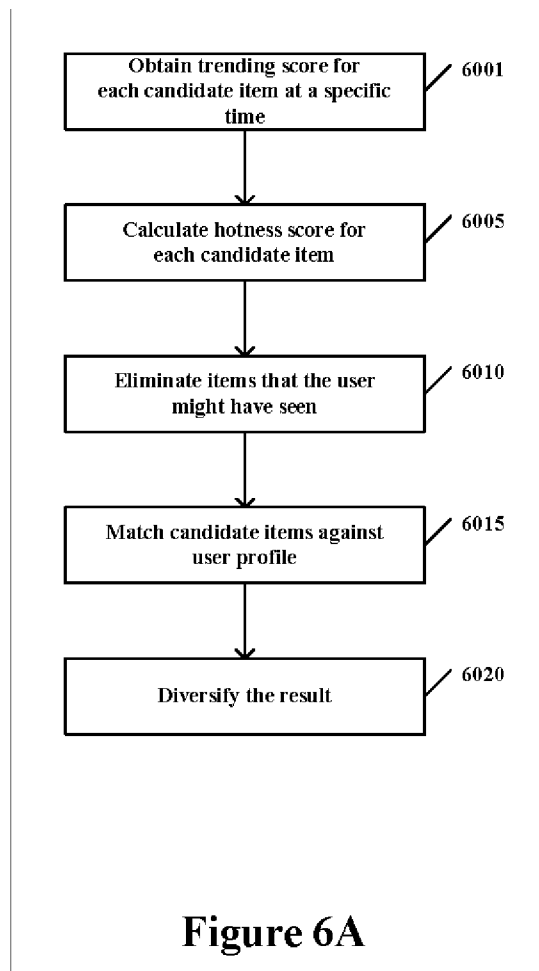 Obtain trending score for
each candidate item at a specific
time
6001
Calculate hotness score for
each candidate item
6005
Eliminate items that the user
might have seen
6010
Match candidate items against
user profile
6015
Diversify the result
6020
Figure 6A